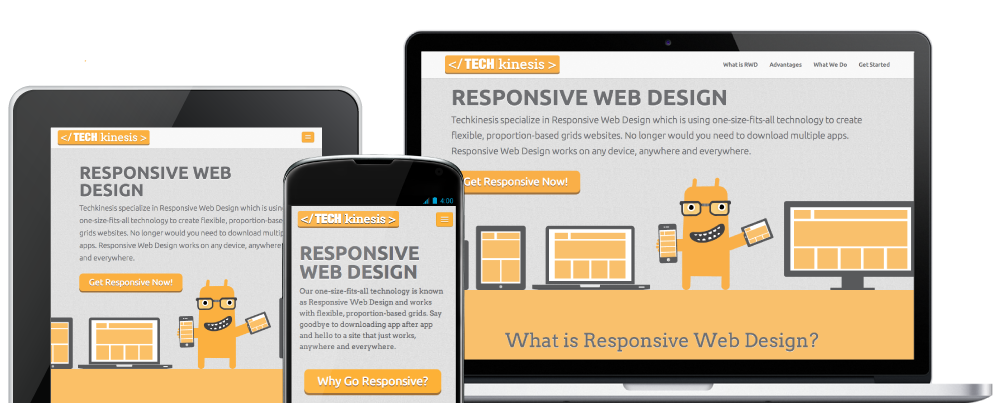 </TECH kinesis >
RESPONSIVE WEB
DESIGN
Techkinesis specialize in Responsive Web Design which is using
one-size-fits-all technology to create flexible, proportion-based
grids websites. No longer would you need to download multiple
apps. Responsive Web Design works on any device, anywhere
and everywhere.
Get Responsive Now!
4:00
</TECH kinesis >
RESPONSIVE
WEB DESIGN
Our one-size-fits-all technology is known
as Responsive Web Design and works
with flexible, proportion-based grids. Say
goodbye to downloading app after app
and hello to a site that just works,
anywhere and everywhere.
Why Go Responsive?
</TECH kinesis >
What is RWD Advantages What We Do Get Started
RESPONSIVE WEB DESIGN
Techkinesis specialize in Responsive Web Design which is using one-size-fits-all technology to create
flexible, proportion-based grids websites. No longer would you need to download multiple apps.
Responsive Web Design works on any device, anywhere and everywhere.
Get Responsive Now!
What is Responsive Web Design?